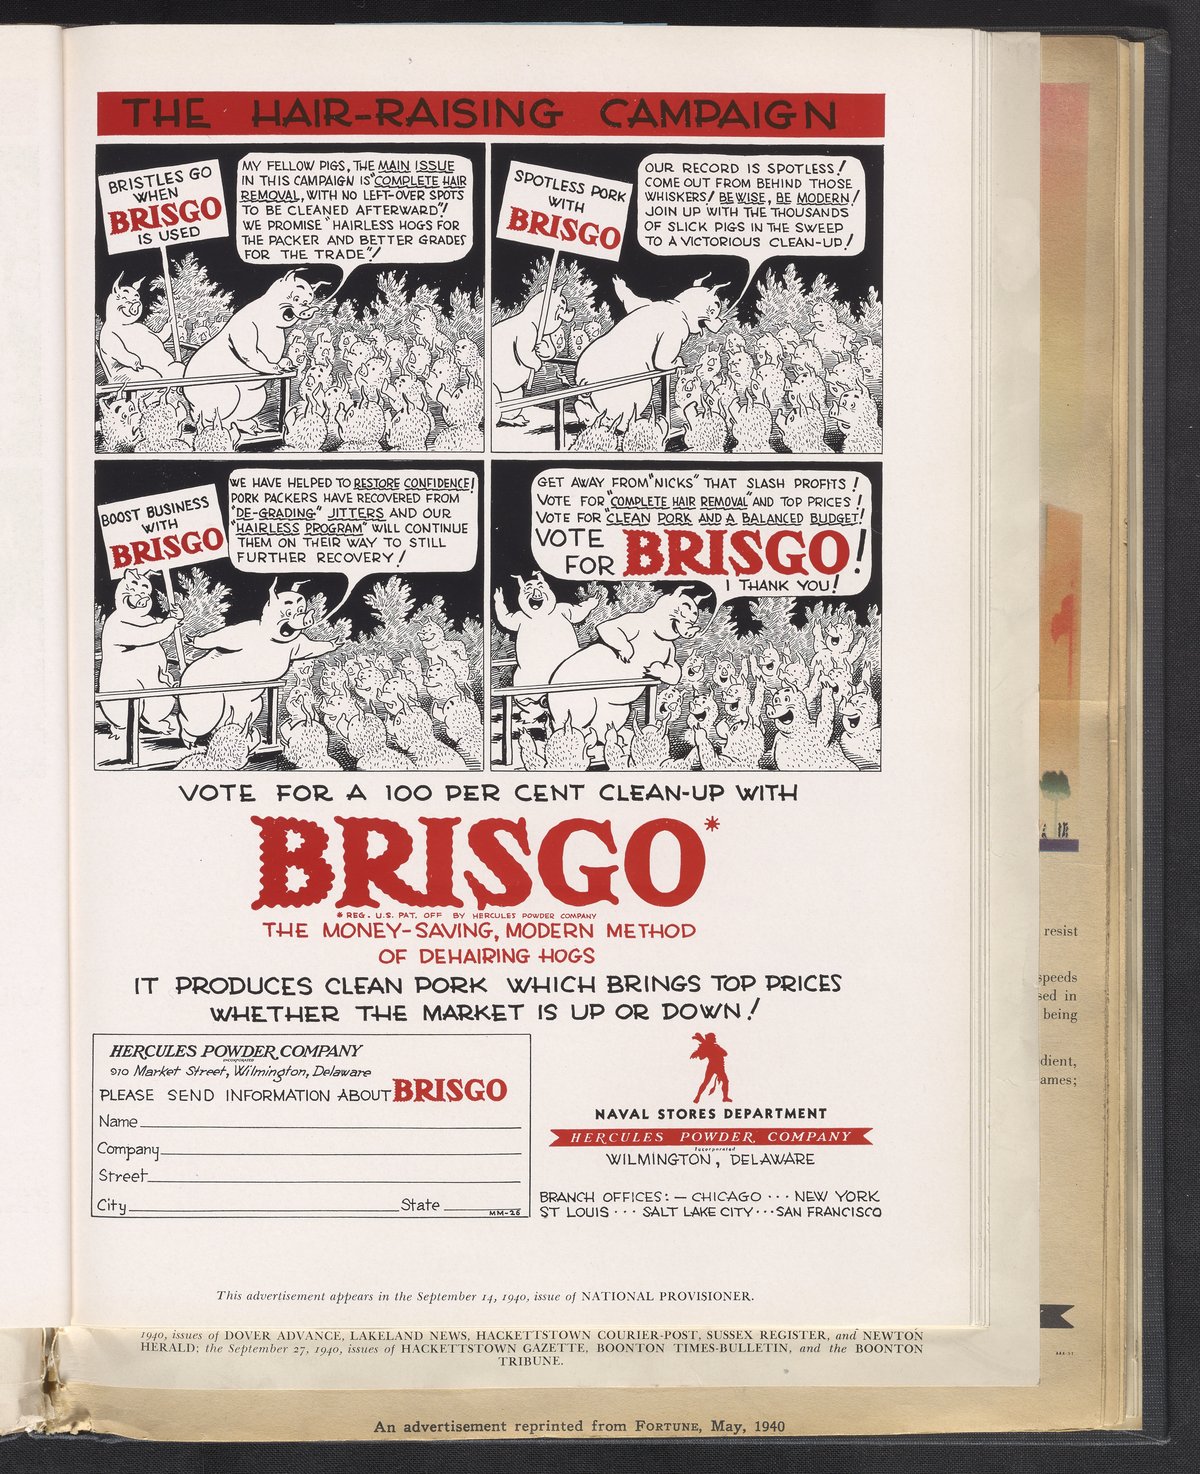 THE HAIR-RAISING CAMPAIGN
BRISTLES GO
WHEN
BRISGO
IS USED
MY FELLOW PIGS, THE MAIN ISSUE
IN THIS CAMPAIGN IS "COMPLETE HAIR
REMOVAL, WITH NO LEFT-OVER SPOTS
TO BE CLEANED AFTERWARD"!
WE PROMISE "HAIRLESS HOGS FOR
THE PACKER AND BETTER GRADES
FOR THE TRADE"!
SPOTLESS PORK
WITH
BRISGO
OUR RECORD IS SPOTLESS!
COME OUT FROM BEHIND THOSE
WHISKERS! BE WISE, BE MODERN!
JOIN UP WITH THE THOUSANDS
OF SLICK PIGS IN THE SWEEP
TO A VICTORIOUS CLEAN-UP!
BOOST BUSINESS
WITH
BRISGO
WE HAVE HELPED TO RESTORE CONFIDENCE!
PORK PACKERS HAVE RECOVERED FROM
"DE-GRADING" JITTERS AND OUR
"HAIRLESS PROGRAM" WILL CONTINUE
THEM ON THEIR WAY TO STILL
FURTHER RECOVERY!
GET AWAY FROM "NICKS" THAT SLASH PROFITS!
VOTE FOR "COMPLETE HAIR REMOVAL" AND TOP PRICES!
VOTE FOR "CLEAN PORK AND A BALANCED BUDGET!
VOTE
FOR BRISGO!
I THANK YOU!
VOTE FOR A 100 PER CENT CLEAN-UP WITH
BRISGO*
* REG. U.S. PAT. OFF BY HERCULES POWDER COMPANY
THE MONEY-SAVING, MODERN METHOD
OF DEHAIRING HOGS
IT PRODUCES CLEAN PORK WHICH BRINGS TOP PRICES
WHETHER THE MARKET IS UP OR DOWN!
HERCULES POWDER COMPANY
INCORPORATED
910 Market Street, Wilmington, Delaware
PLEASE SEND INFORMATION ABOUT BRISGO
Name
Company
Street
City State
MM-26
NAVAL STORES DEPARTMENT
HERCULES POWDER COMPANY
Incorporated
WILMINGTON, DELAWARE
BRANCH OFFICES:— CHICAGO ··· NEW YORK
ST LOUIS ··· SALT LAKE CITY ··· SAN FRANCISCO
This advertisement appears in the September 14, 1940, issue of NATIONAL PROVISIONER.
1940, issues of DOVER ADVANCE, LAKELAND NEWS, HACKETTSTOWN COURIER-POST, SUSSEX REGISTER, and NEWTON
HERALD; the September 27, 1940, issues of HACKETTSTOWN GAZETTE, BOONTON TIMES-BULLETIN, and the BOONTON
TRIBUNE.
An advertisement reprinted from FORTUNE, May, 1940
resist
speeds
sed in
being
dient,
ames;